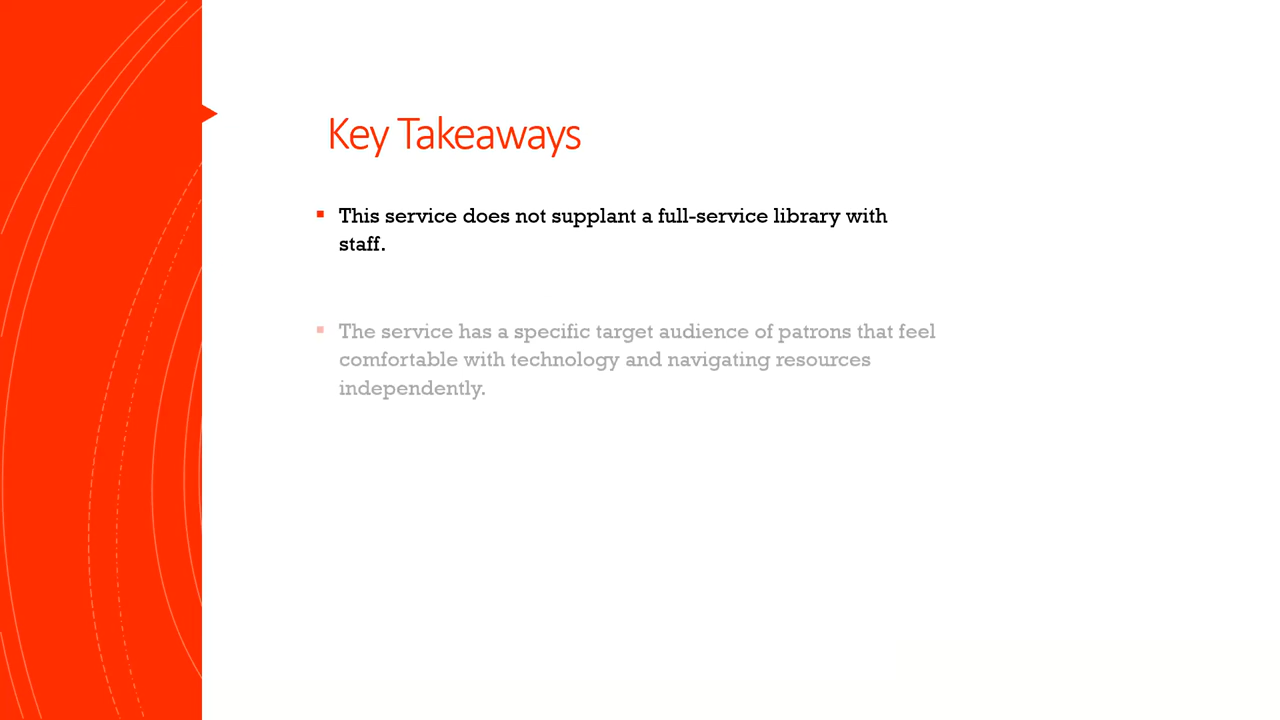 Key Takeaways
This service does not supplant a full-service library with
staff.
The service has a specific target audience of patrons that feel
comfortable with technology and navigating resources
independently.